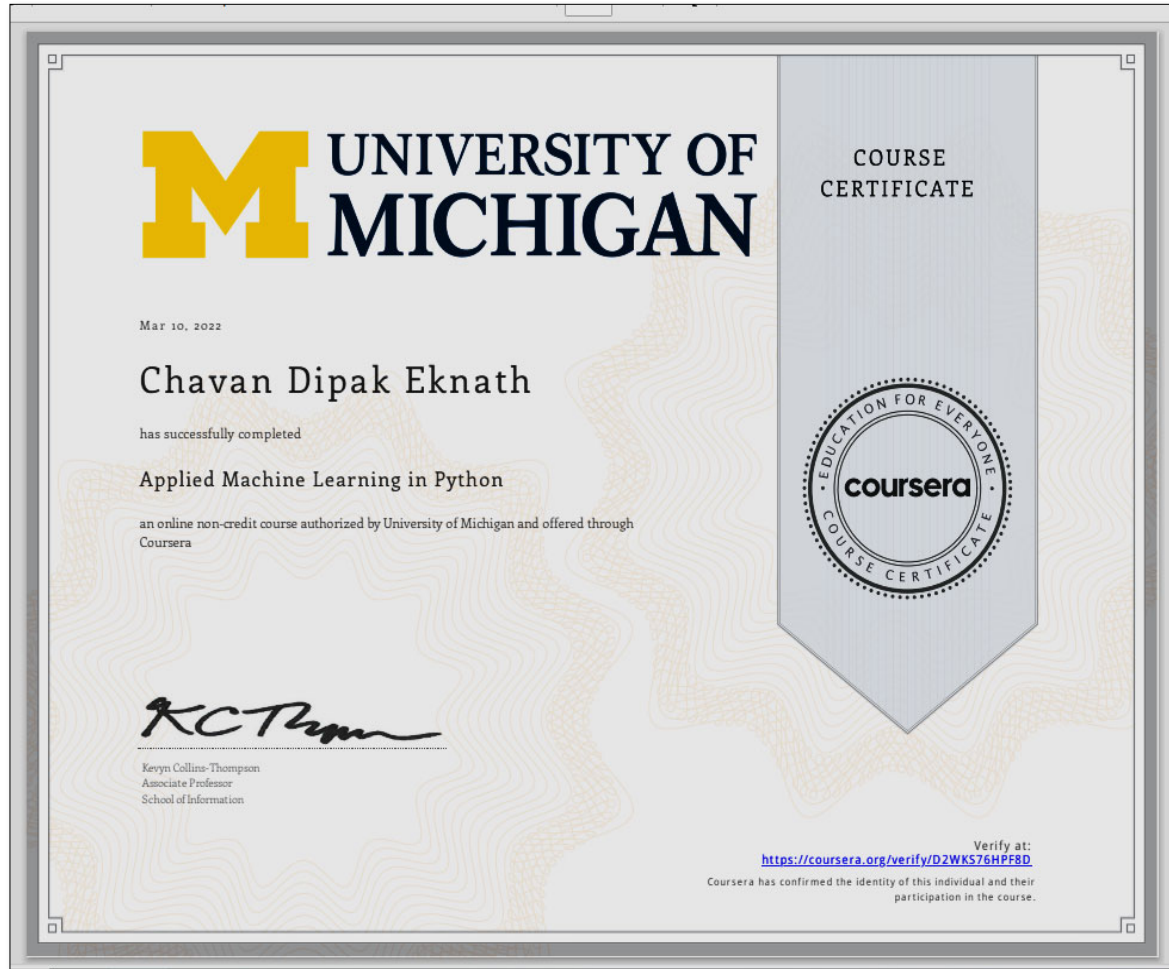 UNIVERSITY OF
MICHIGAN
COURSE
CERTIFICATE
Mar 10, 2022
Chavan Dipak Eknath
has successfully completed
Applied Machine Learning in Python
an online non-credit course authorized by University of Michigan and offered through
Coursera
EDUCATION FOR EVERYONE
coursera
COURSE CERTIFICATE
Kevyn Collins-Thompson
Associate Professor
School of Information
Verify at:
https://coursera.org/verify/D2WKS76HPF8D
Coursera has confirmed the identity of this individual and their
participation in the course.